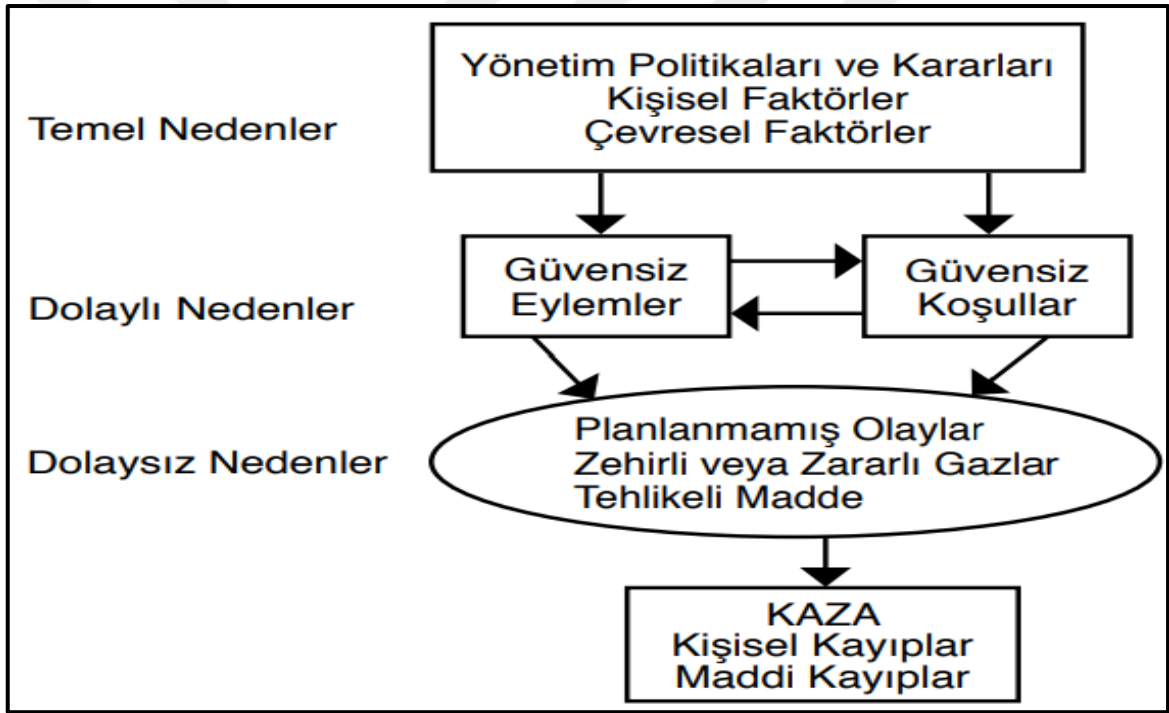 Yönetim Politikaları ve Kararları
Kişisel Faktörler
Çevresel Faktörler
Temel Nedenler
Güvensiz
Eylemler
Güvensiz
Koşullar
Dolaylı Nedenler
Planlanmamış Olaylar
Zehirli veya Zararlı Gazlar
Tehlikeli Madde
Dolaysız Nedenler
KAZA
Kişisel Kayıplar
Maddi Kayıplar